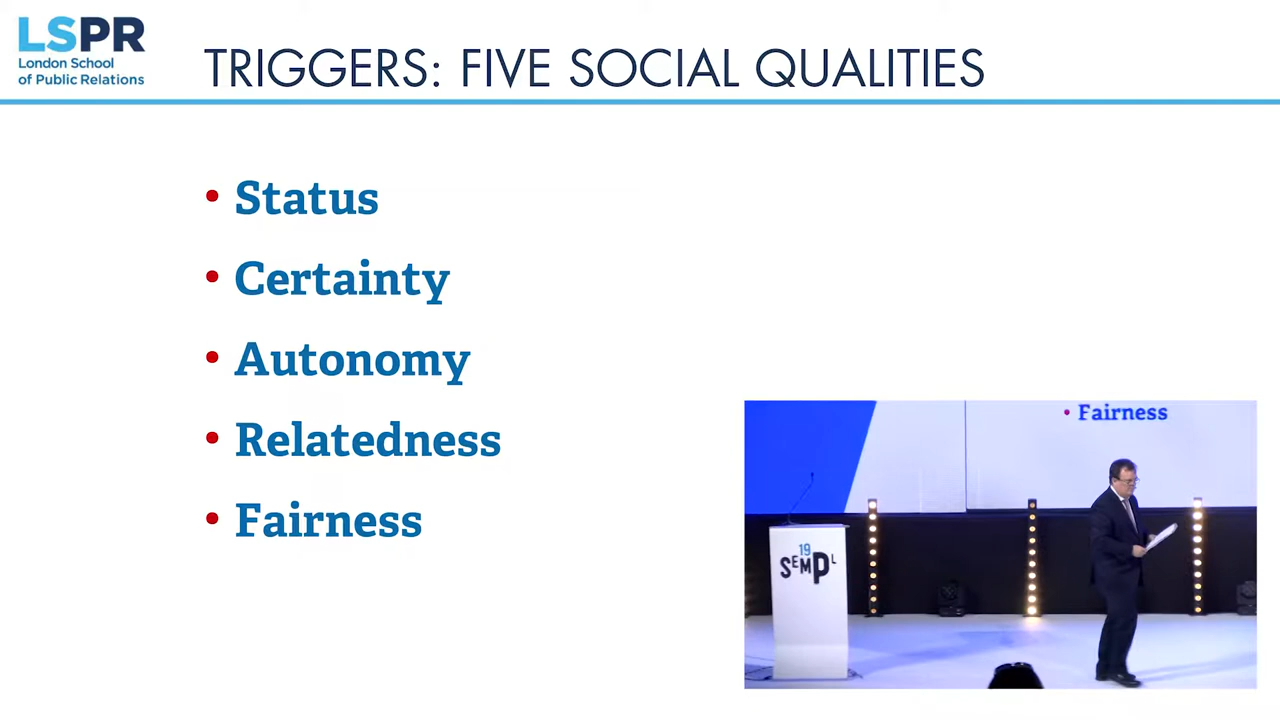 LSPR
London School
of Public Relations
TRIGGERS: FIVE SOCIAL QUALITIES
• Status
• Certainty
• Autonomy
• Relatedness
• Fairness
• Fairness
19
SEMPL